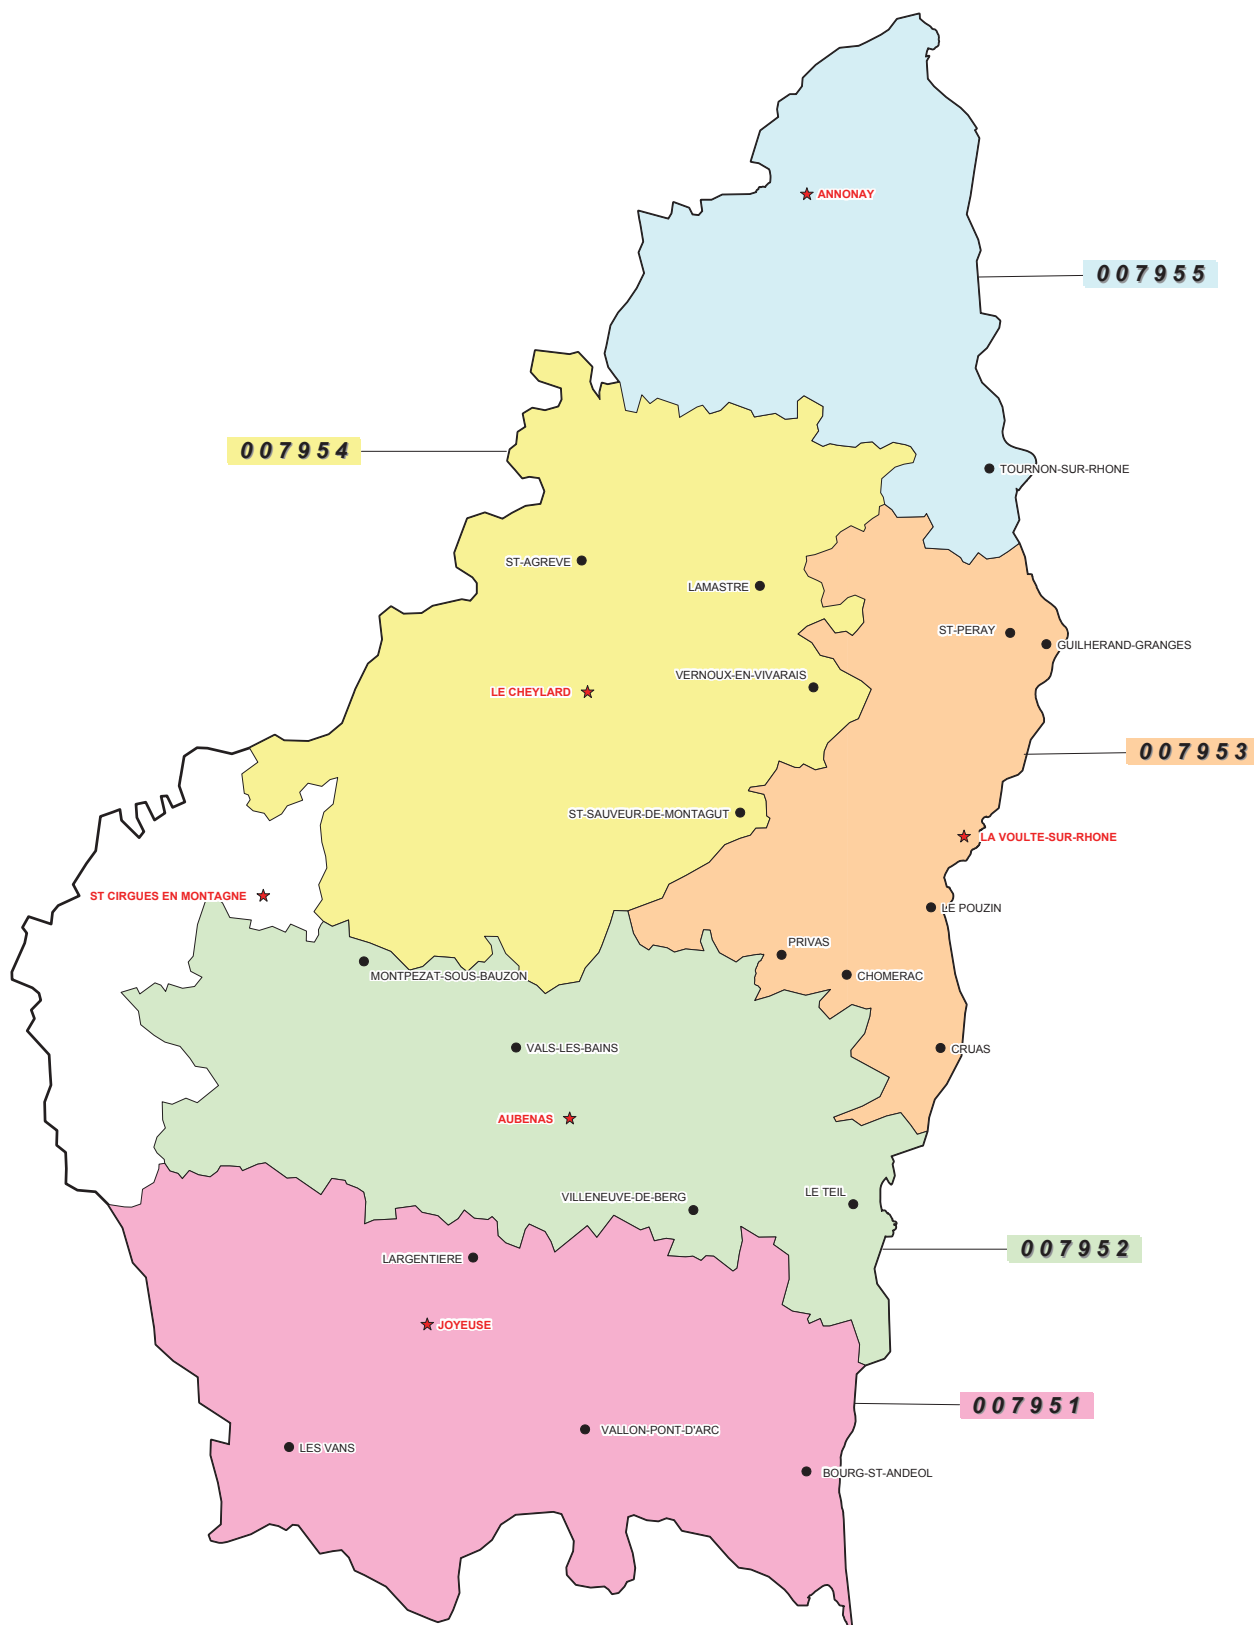 ANNONAY
007955
007954
TOURNON-SUR-RHONE
ST-AGREVE
LAMASTRE
ST-PERAY
GUILHERAND-GRANGES
VERNOUX-EN-VIVARAIS
LE CHEYLARD
007953
ST-SAUVEUR-DE-MONTAGUT
LA VOULTE-SUR-RHONE
ST CIRGUES EN MONTAGNE
LE POUZIN
PRIVAS
MONTPEZAT-SOUS-BAUZON
CHOMERAC
VALS-LES-BAINS
CRUAS
AUBENAS
VILLENEUVE-DE-BERG
LE TEIL
007952
LARGENTIERE
JOYEUSE
007951
VALLON-PONT-D'ARC
LES VANS
BOURG-ST-ANDEOL